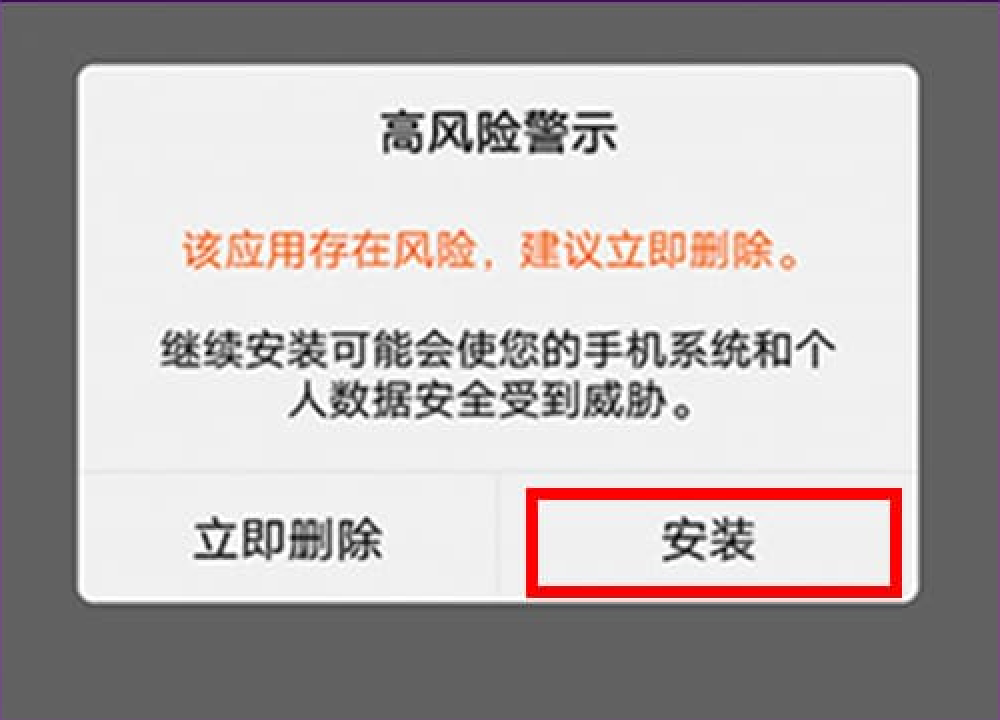 高风险警示
该应用存在风险，建议立即删除。
继续安装可能会使您的手机系统和个
人数据安全受到威胁。
立即删除
安装